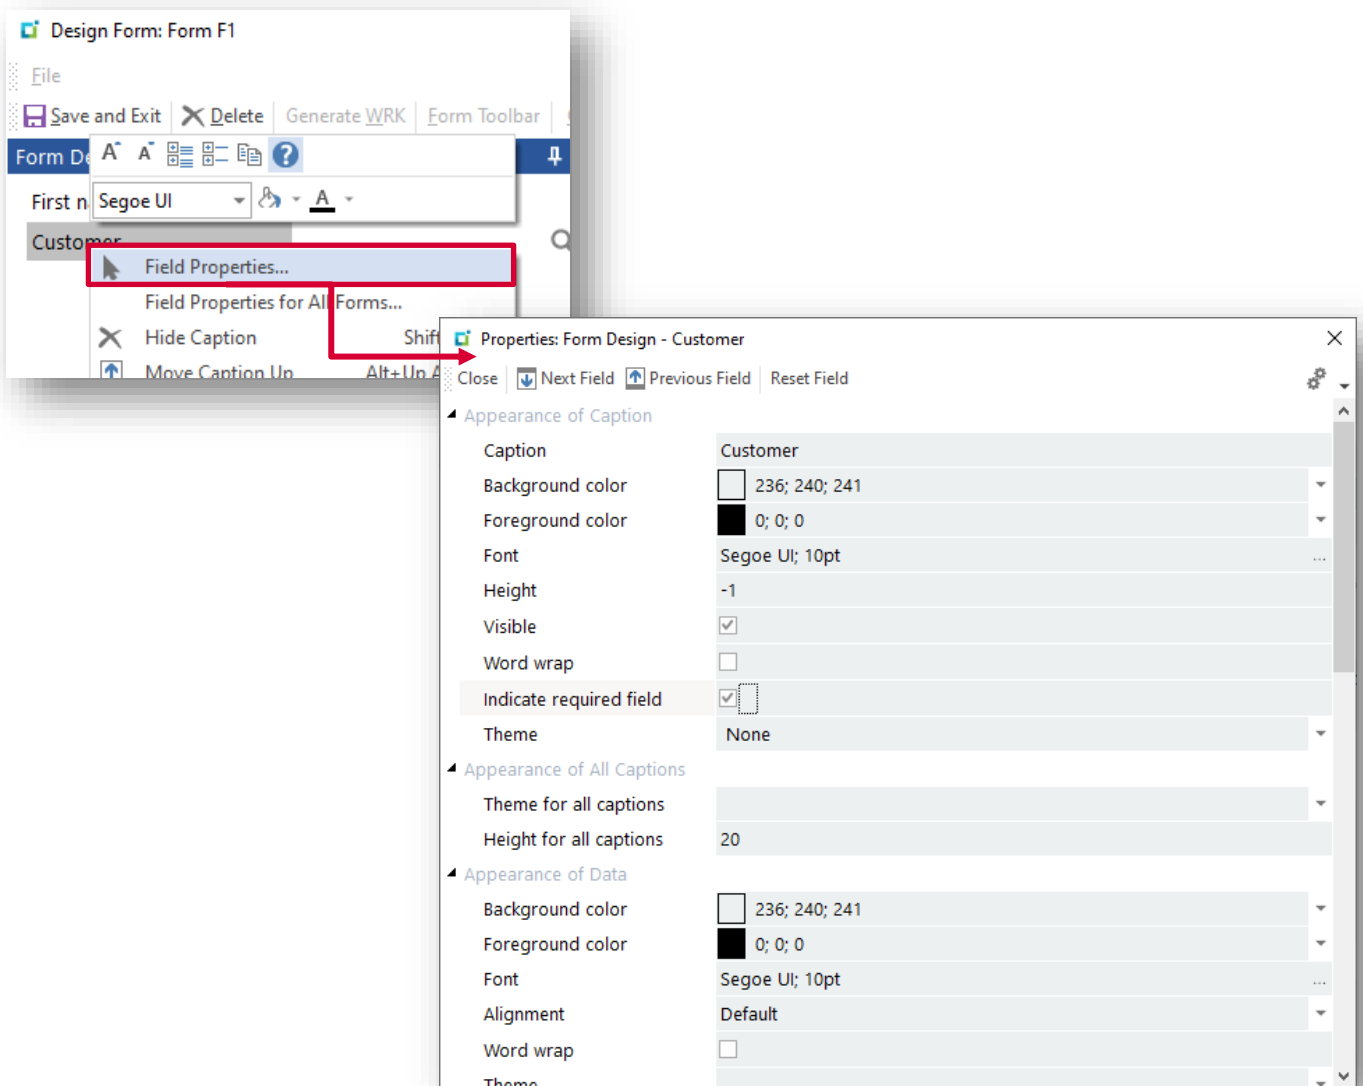 Design Form: Form F1
File
Save and Exit Delete Generate WRK Form Toolbar
Form De
First n Segoe UI A
Customer
Field Properties...
Field Properties for All Forms...
Hide Caption Shift
Move Caption Up Alt+Up A
Properties: Form Design - Customer
Close Next Field Previous Field Reset Field
Appearance of Caption
Caption Customer
Background color 236; 240; 241
Foreground color 0; 0; 0
Font Segoe UI; 10pt ...
Height -1
Visible
Word wrap
Indicate required field
Theme None
Appearance of All Captions
Theme for all captions
Height for all captions 20
Appearance of Data
Background color 236; 240; 241
Foreground color 0; 0; 0
Font Segoe UI; 10pt ...
Alignment Default
Word wrap
Theme